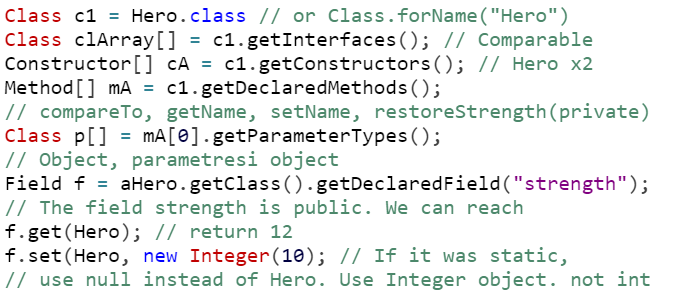 Class c1 = Hero.class // or Class.forName("Hero")
Class clArray[] = c1.getInterfaces(); // Comparable
Constructor[] cA = c1.getConstructors(); // Hero x2
Method[] mA = c1.getDeclaredMethods();
// compareTo, getName, setName, restoreStrength(private)
Class p[] = mA[0].getParameterTypes();
// Object, parametresi object
Field f = aHero.getClass().getDeclaredField("strength");
// The field strength is public. We can reach
f.get(Hero); // return 12
f.set(Hero, new Integer(10); // If it was static,
// use null instead of Hero. Use Integer object. not int